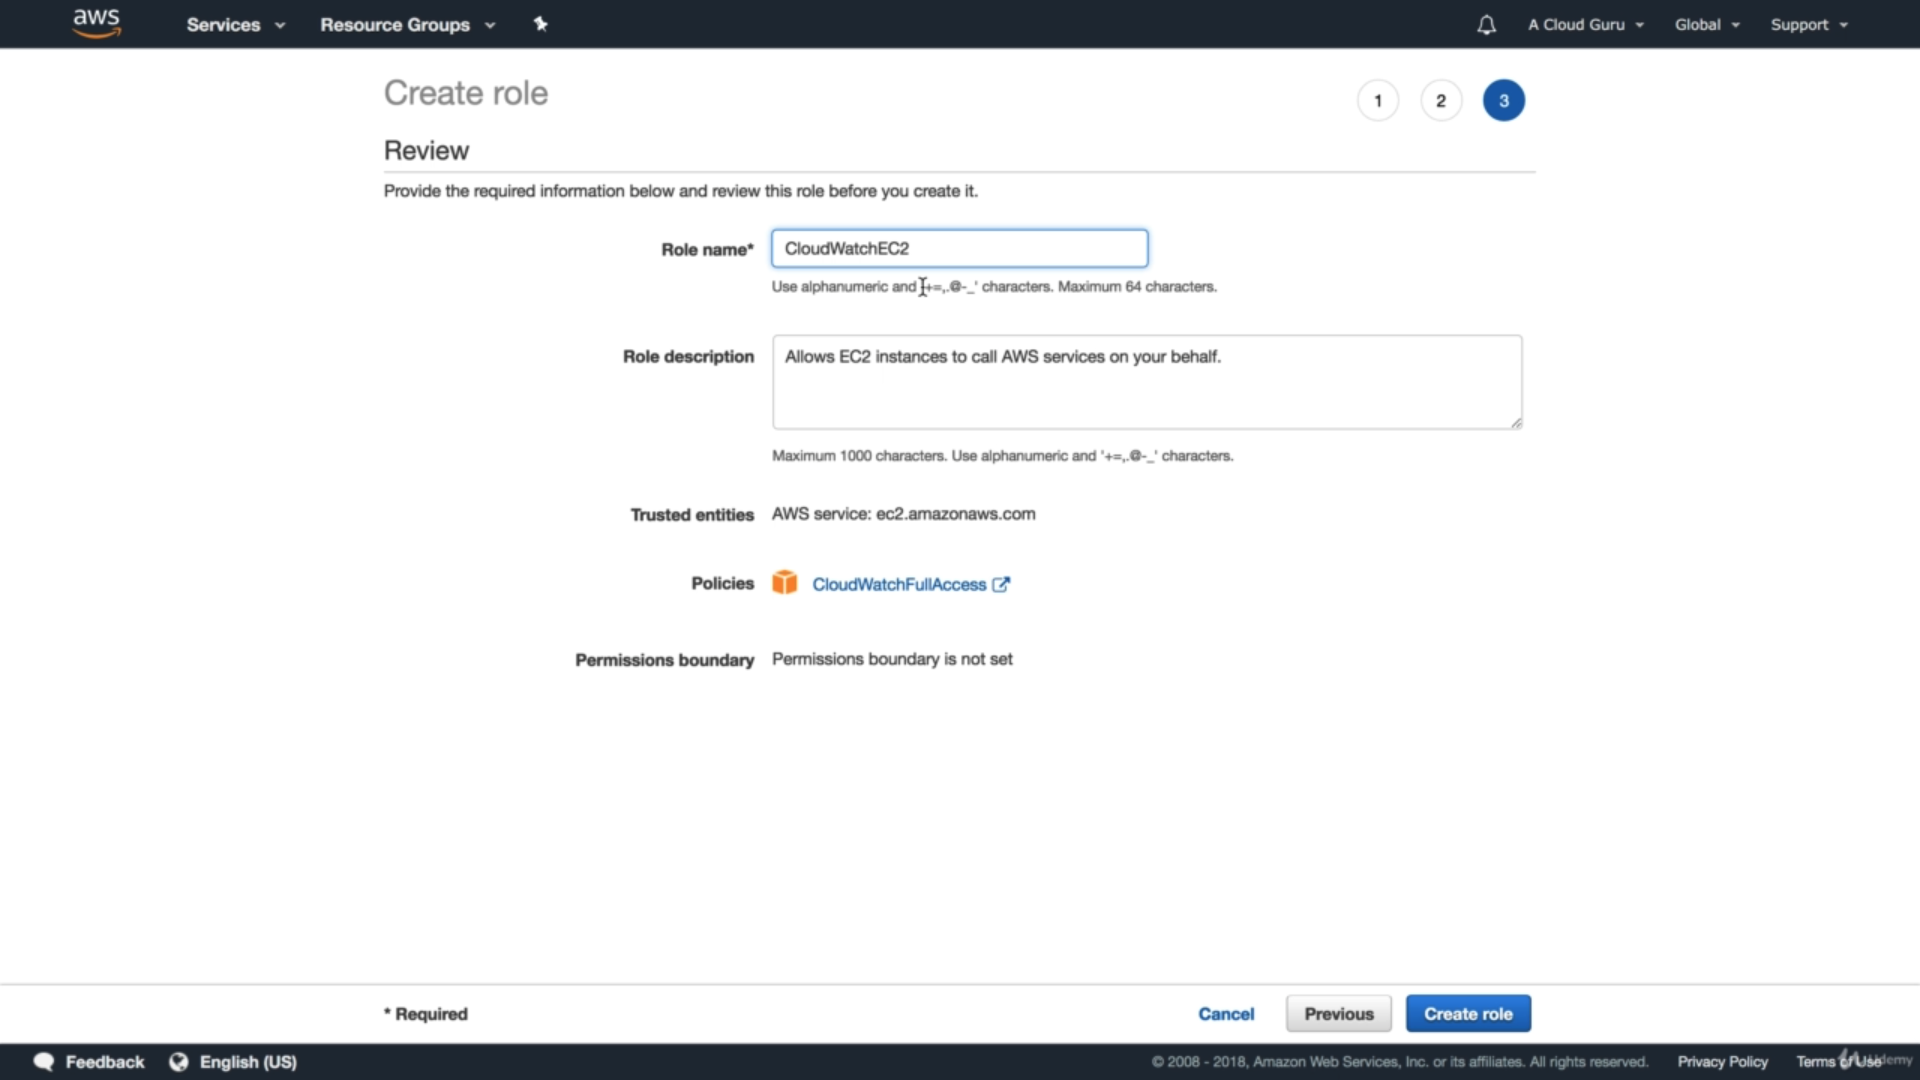 aws Services Resource Groups A Cloud Guru Global Support
Create role
1 2 3
Review
Provide the required information below and review this role before you create it.
Role name* CloudWatchEC2
Use alphanumeric and '+=,.@-_' characters. Maximum 64 characters.
Role description Allows EC2 instances to call AWS services on your behalf.
Maximum 1000 characters. Use alphanumeric and '+=,.@-_' characters.
Trusted entities AWS service: ec2.amazonaws.com
Policies CloudWatchFullAccess
Permissions boundary Permissions boundary is not set
* Required Cancel Previous Create role
Feedback English (US) © 2008 - 2018, Amazon Web Services, Inc. or its affiliates. All rights reserved. Privacy Policy Terms of Use